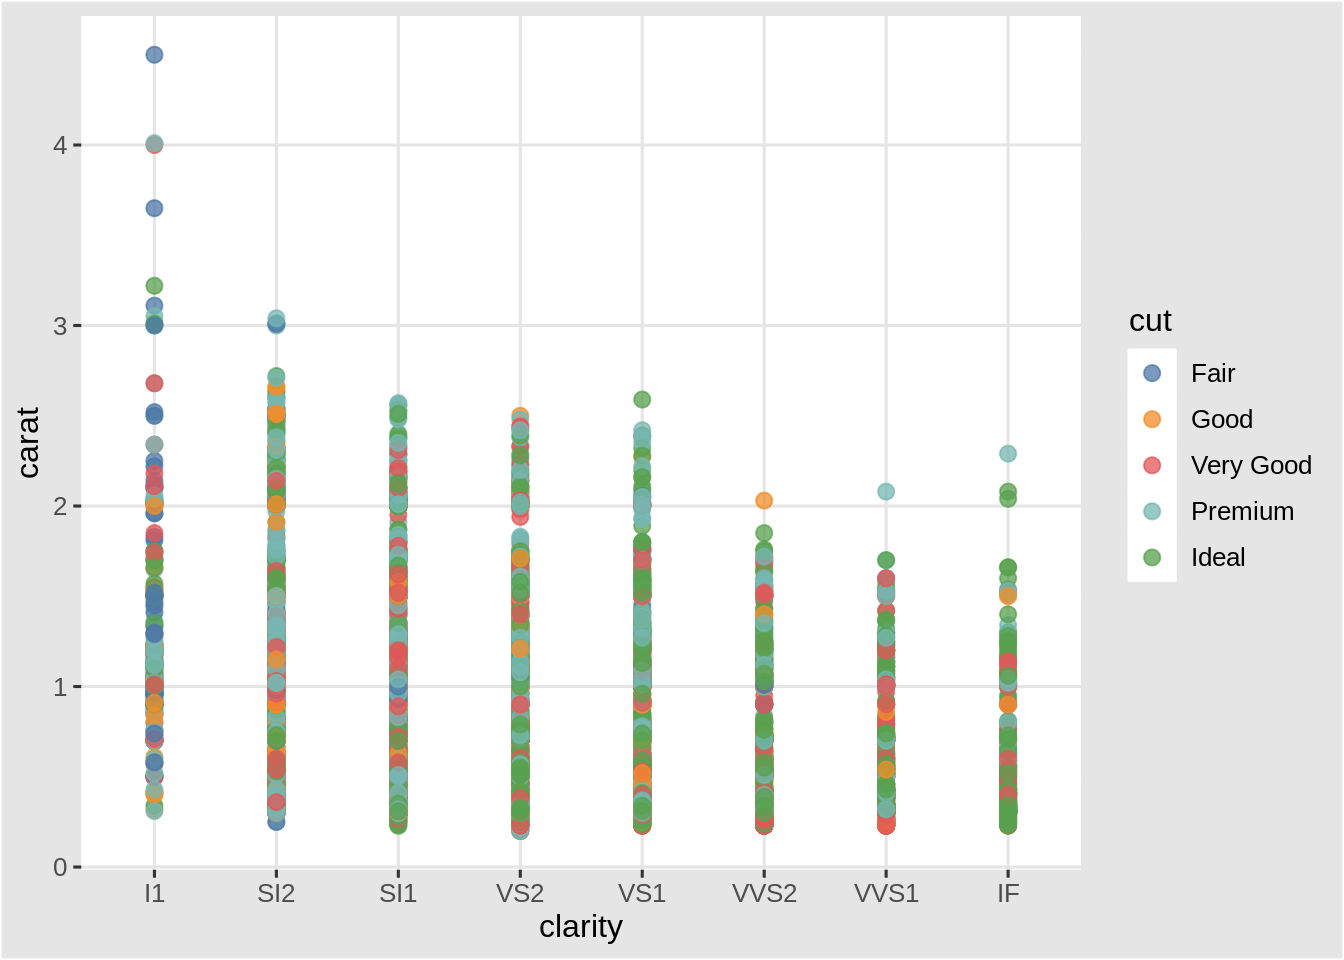 carat
4
3
2
1
0
I1 SI2 SI1 VS2 VS1 VVS2 VVS1 IF
clarity
cut
Fair
Good
Very Good
Premium
Ideal